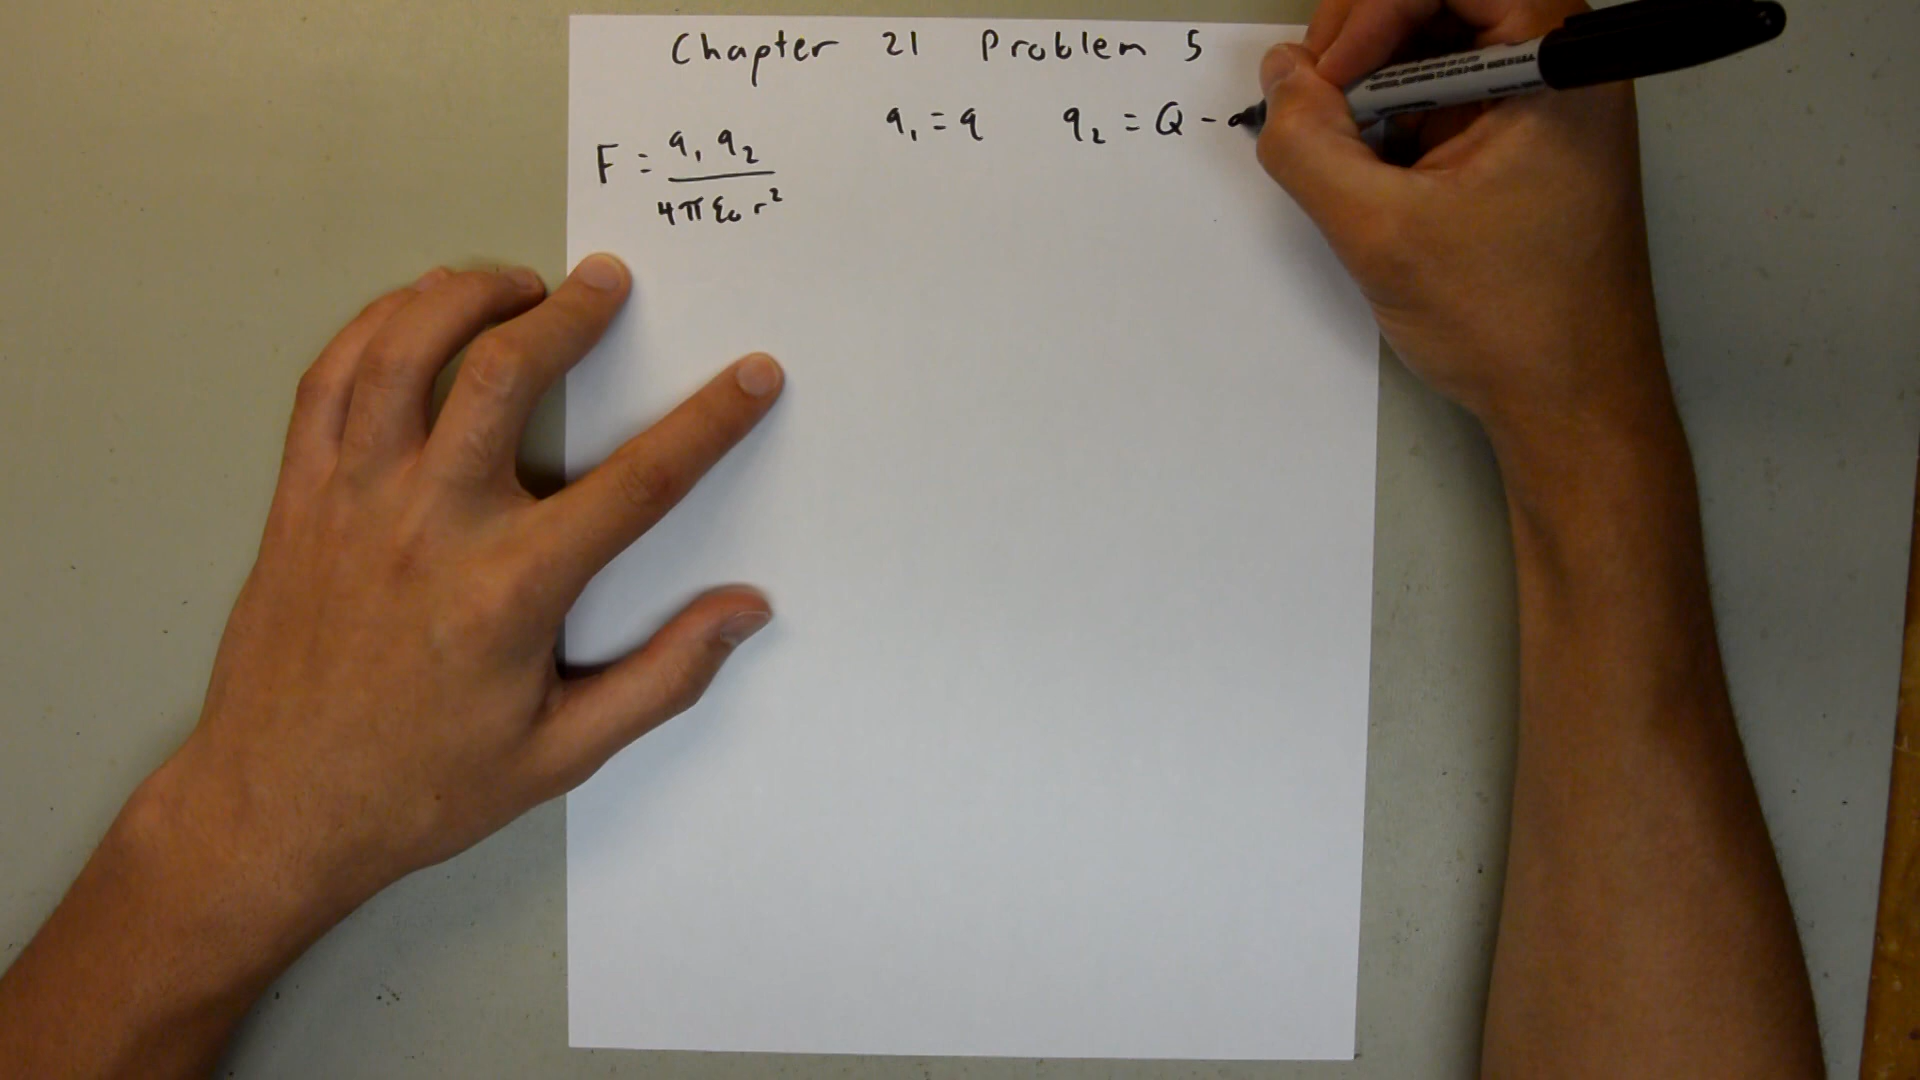 Chapter 21 Problem 5
q₁ = q q₂ = Q -
F = q₁ q₂ / 4π ε₀ r²